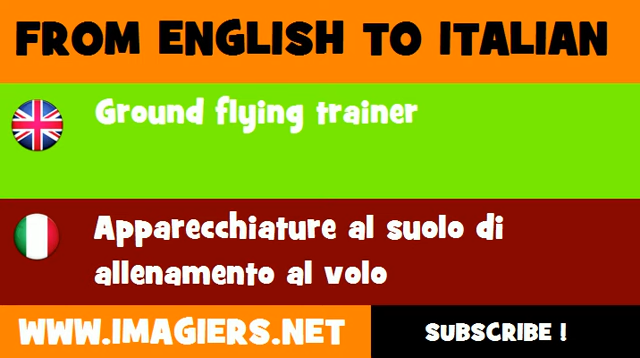 FROM ENGLISH TO ITALIAN
Ground flying trainer
Apparecchiature al suolo di
allenamento al volo
WWW.IMAGIERS.NET
SUBSCRIBE !